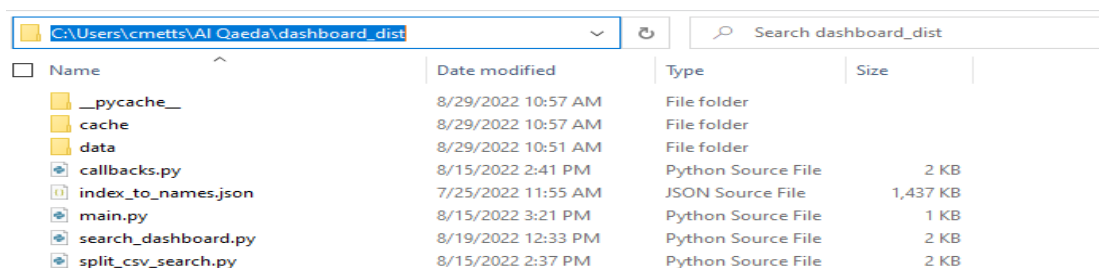 C:\Users\cmetts\Al Qaeda\dashboard_dist Search dashboard_dist
Name Date modified Type Size
__pycache__ 8/29/2022 10:57 AM File folder
cache 8/29/2022 10:57 AM File folder
data 8/29/2022 10:51 AM File folder
callbacks.py 8/15/2022 2:41 PM Python Source File 2 KB
index_to_names.json 7/25/2022 11:55 AM JSON Source File 1,437 KB
main.py 8/15/2022 3:21 PM Python Source File 1 KB
search_dashboard.py 8/19/2022 12:33 PM Python Source File 2 KB
split_csv_search.py 8/15/2022 2:37 PM Python Source File 2 KB